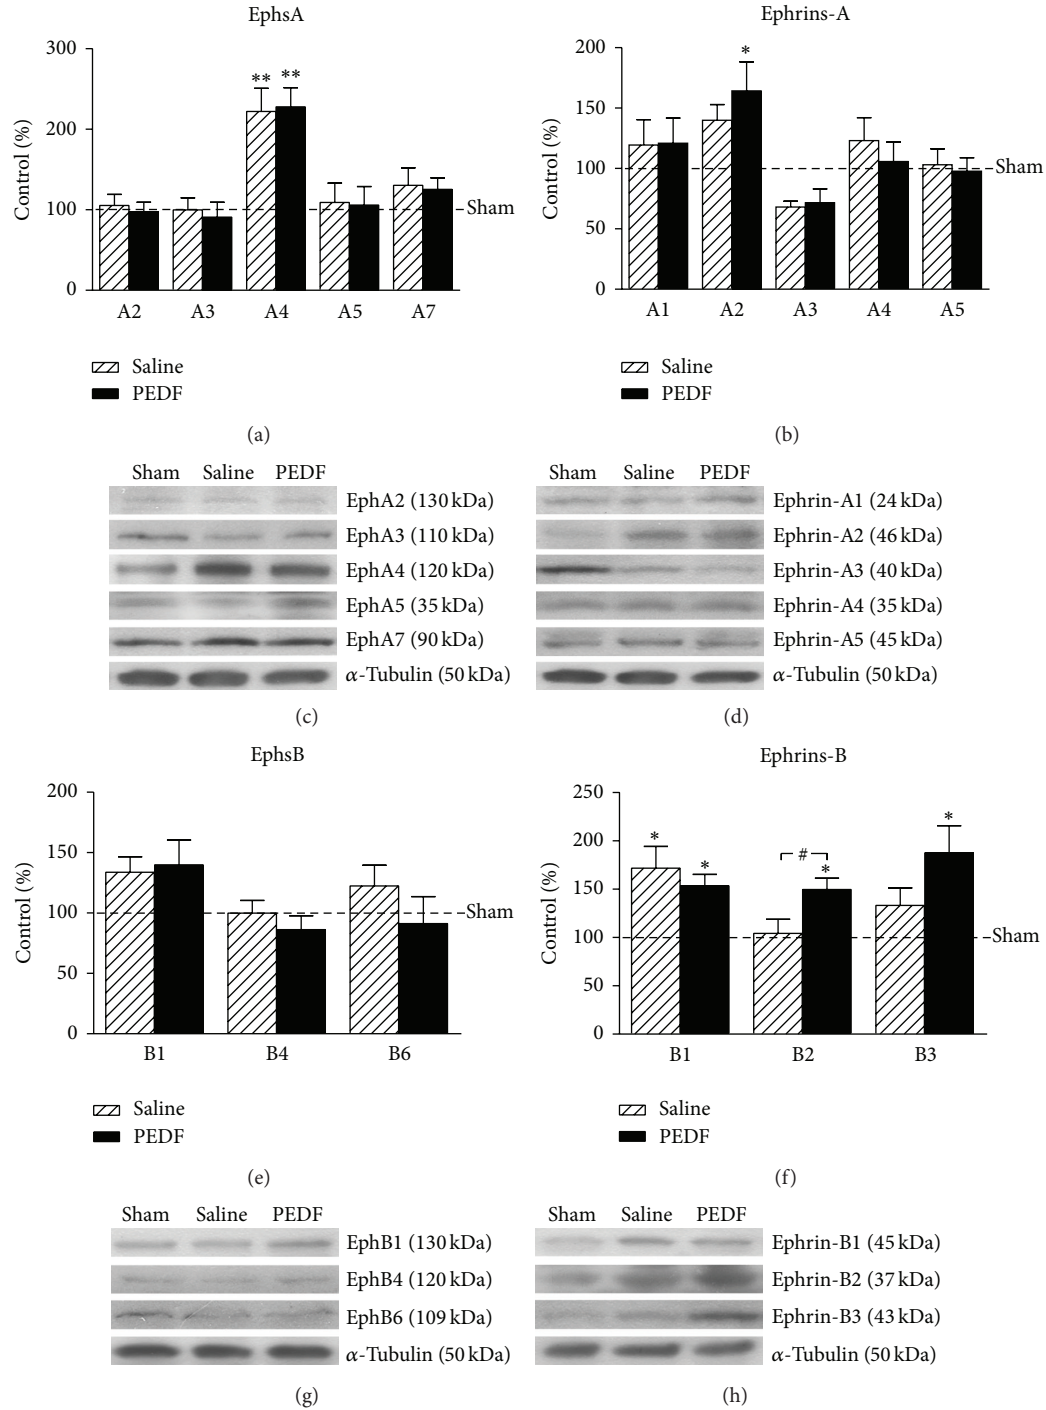 EphsA
300
200
100
0
Control (%)
** **
Sham
A2 A3 A4 A5 A7
Saline
PEDF
(a)
Ephrins-A
200
150
100
50
0
Control (%)
*
Sham
A1 A2 A3 A4 A5
Saline
PEDF
(b)
Sham Saline PEDF
EphA2 (130 kDa)
EphA3 (110 kDa)
EphA4 (120 kDa)
EphA5 (35 kDa)
EphA7 (90 kDa)
α-Tubulin (50 kDa)
(c)
Sham Saline PEDF
Ephrin-A1 (24 kDa)
Ephrin-A2 (46 kDa)
Ephrin-A3 (40 kDa)
Ephrin-A4 (35 kDa)
Ephrin-A5 (45 kDa)
α-Tubulin (50 kDa)
(d)
EphsB
200
150
100
50
0
Control (%)
Sham
B1 B4 B6
Saline
PEDF
(e)
Ephrins-B
250
200
150
100
50
0
Control (%)
* * # * *
Sham
B1 B2 B3
Saline
PEDF
(f)
Sham Saline PEDF
EphB1 (130 kDa)
EphB4 (120 kDa)
EphB6 (109 kDa)
α-Tubulin (50 kDa)
(g)
Sham Saline PEDF
Ephrin-B1 (45 kDa)
Ephrin-B2 (37 kDa)
Ephrin-B3 (43 kDa)
α-Tubulin (50 kDa)
(h)